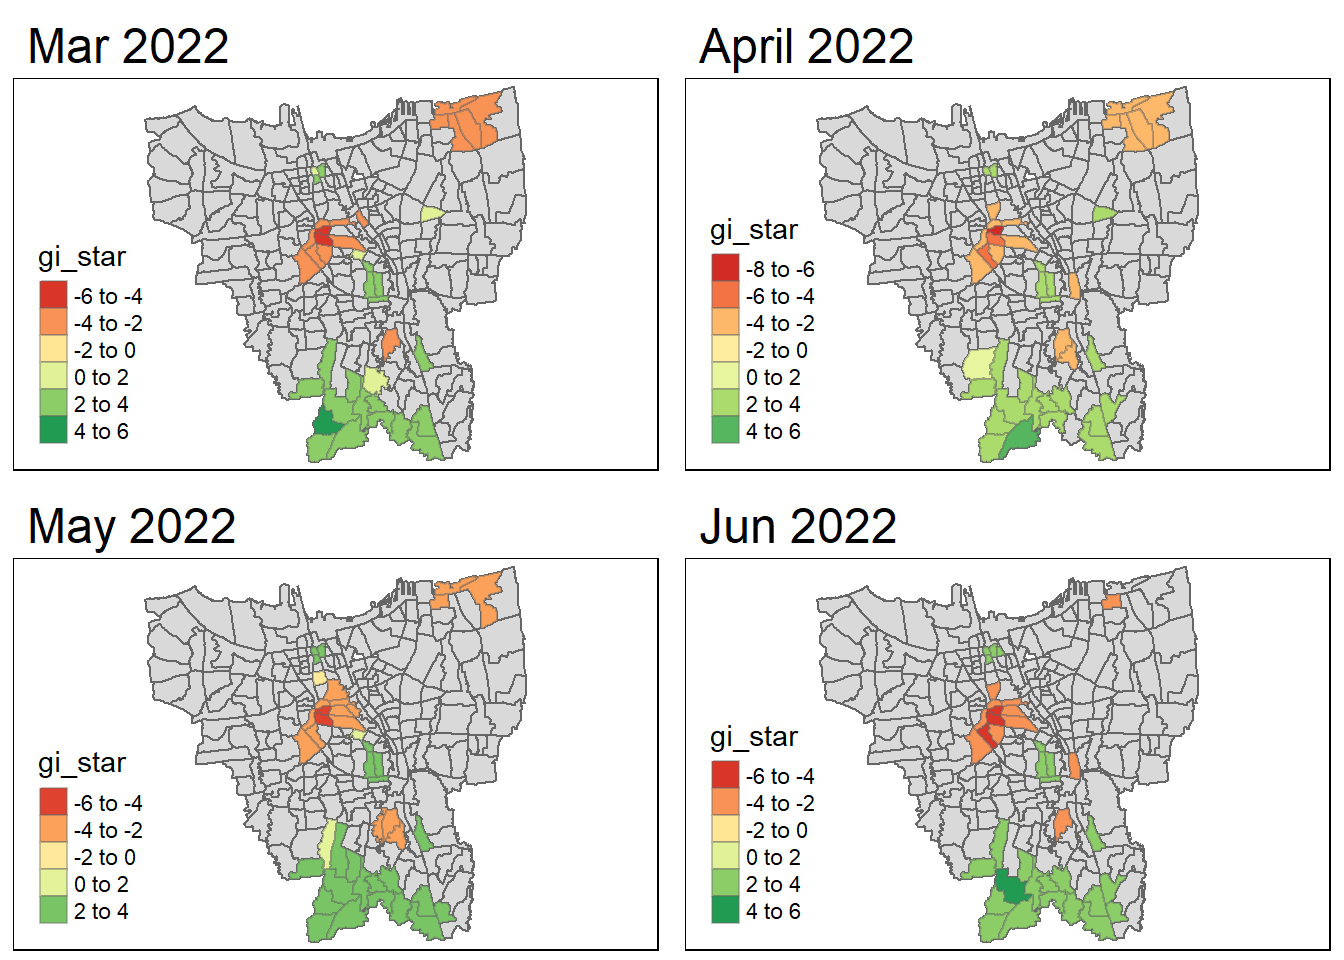 Mar 2022
gi_star
-6 to -4
-4 to -2
-2 to 0
0 to 2
2 to 4
4 to 6
April 2022
gi_star
-8 to -6
-6 to -4
-4 to -2
-2 to 0
0 to 2
2 to 4
4 to 6
May 2022
gi_star
-6 to -4
-4 to -2
-2 to 0
0 to 2
2 to 4
Jun 2022
gi_star
-6 to -4
-4 to -2
-2 to 0
0 to 2
2 to 4
4 to 6